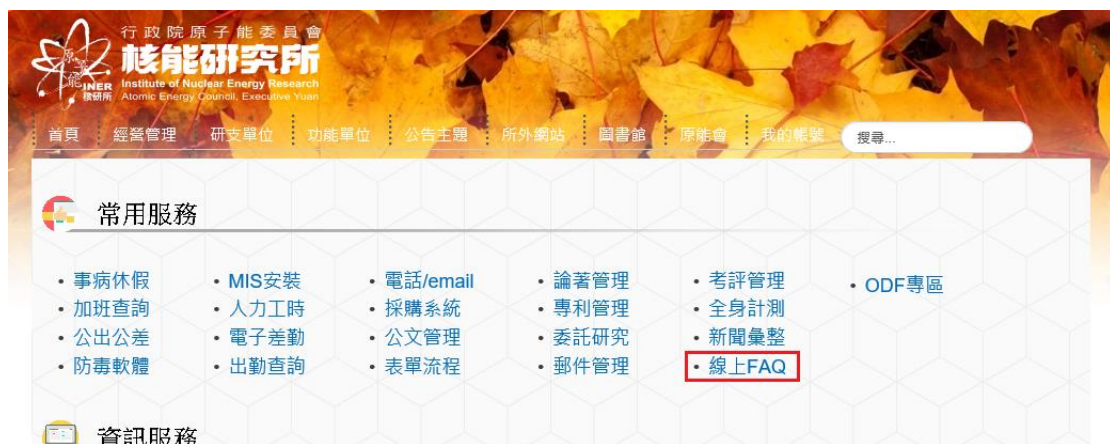 行政院原子能委員會
核能研究所
Institute of Nuclear Energy Research
Atomic Energy Council, Executive Yuan
原子能
INER
核研所
首頁 經營管理 研支單位 功能單位 公告主題 所外網站 圖書館 原能會 我的帳號 搜尋...
常用服務
• 事病休假 • MIS安裝 • 電話/email • 論著管理 • 考評管理 • ODF專區
• 加班查詢 • 人力工時 • 採購系統 • 專利管理 • 全身計測
• 公出公差 • 電子差勤 • 公文管理 • 委託研究 • 新聞彙整
• 防毒軟體 • 出勤查詢 • 表單流程 • 郵件管理 • 線上FAQ
資訊服務